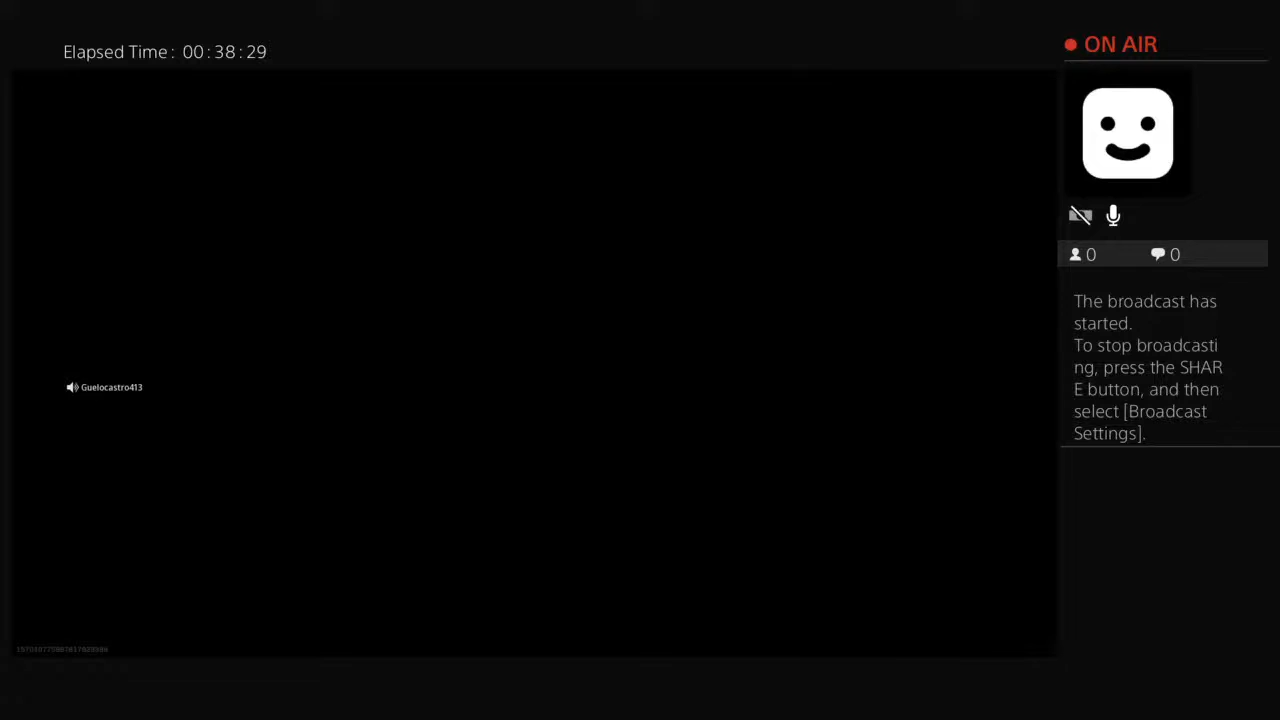 Elapsed Time: 00:38:29
ON AIR
0 0
The broadcast has
started.
To stop broadcasti
ng, press the SHAR
E button, and then
select [Broadcast
Settings].
Guelocastro413